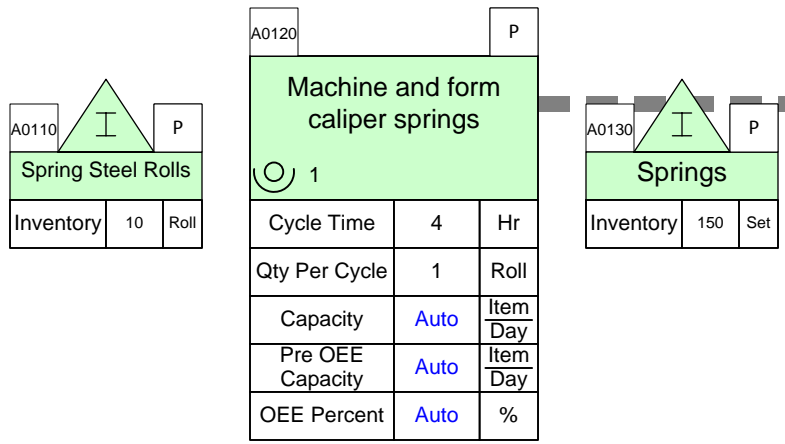 A0110
I
P
Spring Steel Rolls
Inventory 10 Roll
A0120 P
Machine and form
caliper springs
1
Cycle Time 4 Hr
Qty Per Cycle 1 Roll
Capacity Auto Item
Day
Pre OEE
Capacity Auto Item
Day
OEE Percent Auto %
A0130
I
P
Springs
Inventory 150 Set